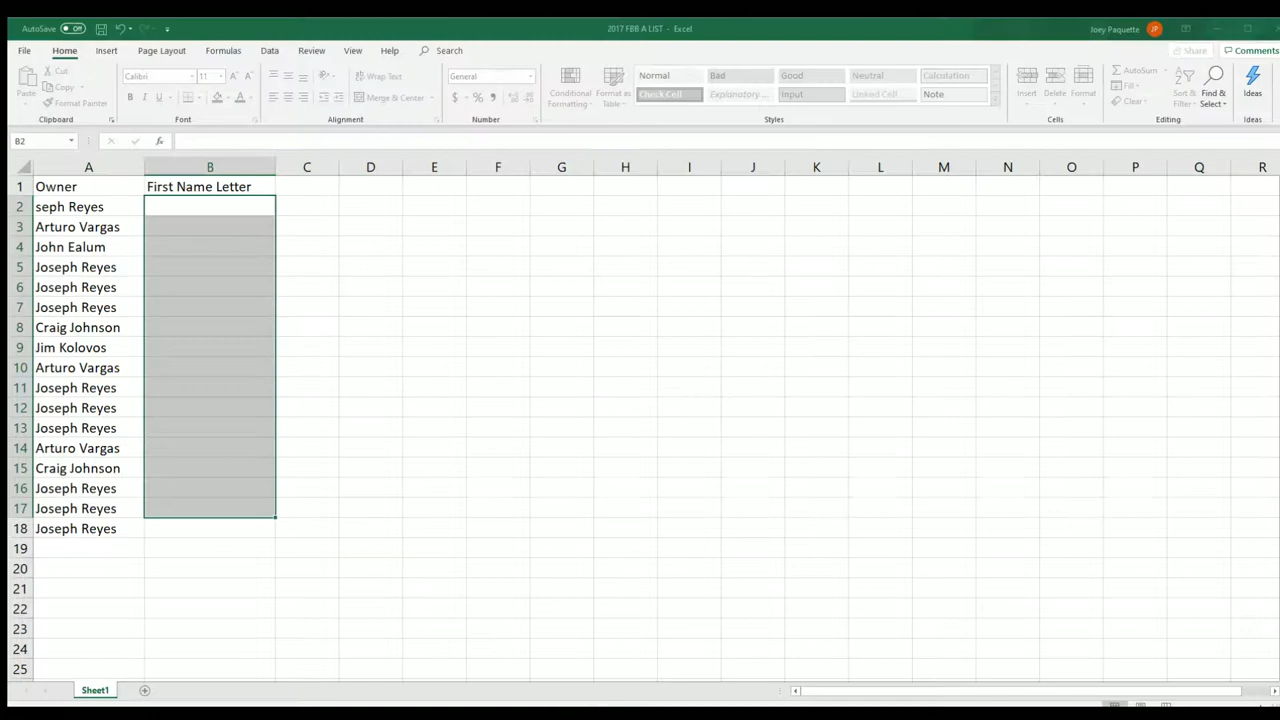 AutoSave Off 2017 FBB A LIST - Excel Joey Paquette JP
File Home Insert Page Layout Formulas Data Review View Help Search Share Comments
Paste Cut Copy Format Painter Clipboard
Calibri 11 B I U A A A Font
Wrap Text Merge & Center Alignment
General $ % , Number
Conditional Formatting Format as Table
Normal Bad Good Neutral Calculation
Check Cell Explanatory... Input Linked Cell Note
Styles
Insert Delete Format Cells
AutoSum Fill Clear Sort & Filter Find & Select Editing
Ideas Ideas
B2 fx
A B C D E F G H I J K L M N O P Q R
1 Owner First Name Letter
2 seph Reyes
3 Arturo Vargas
4 John Ealum
5 Joseph Reyes
6 Joseph Reyes
7 Joseph Reyes
8 Craig Johnson
9 Jim Kolovos
10 Arturo Vargas
11 Joseph Reyes
12 Joseph Reyes
13 Joseph Reyes
14 Arturo Vargas
15 Craig Johnson
16 Joseph Reyes
17 Joseph Reyes
18 Joseph Reyes
19
20
21
22
23
24
25
Sheet1